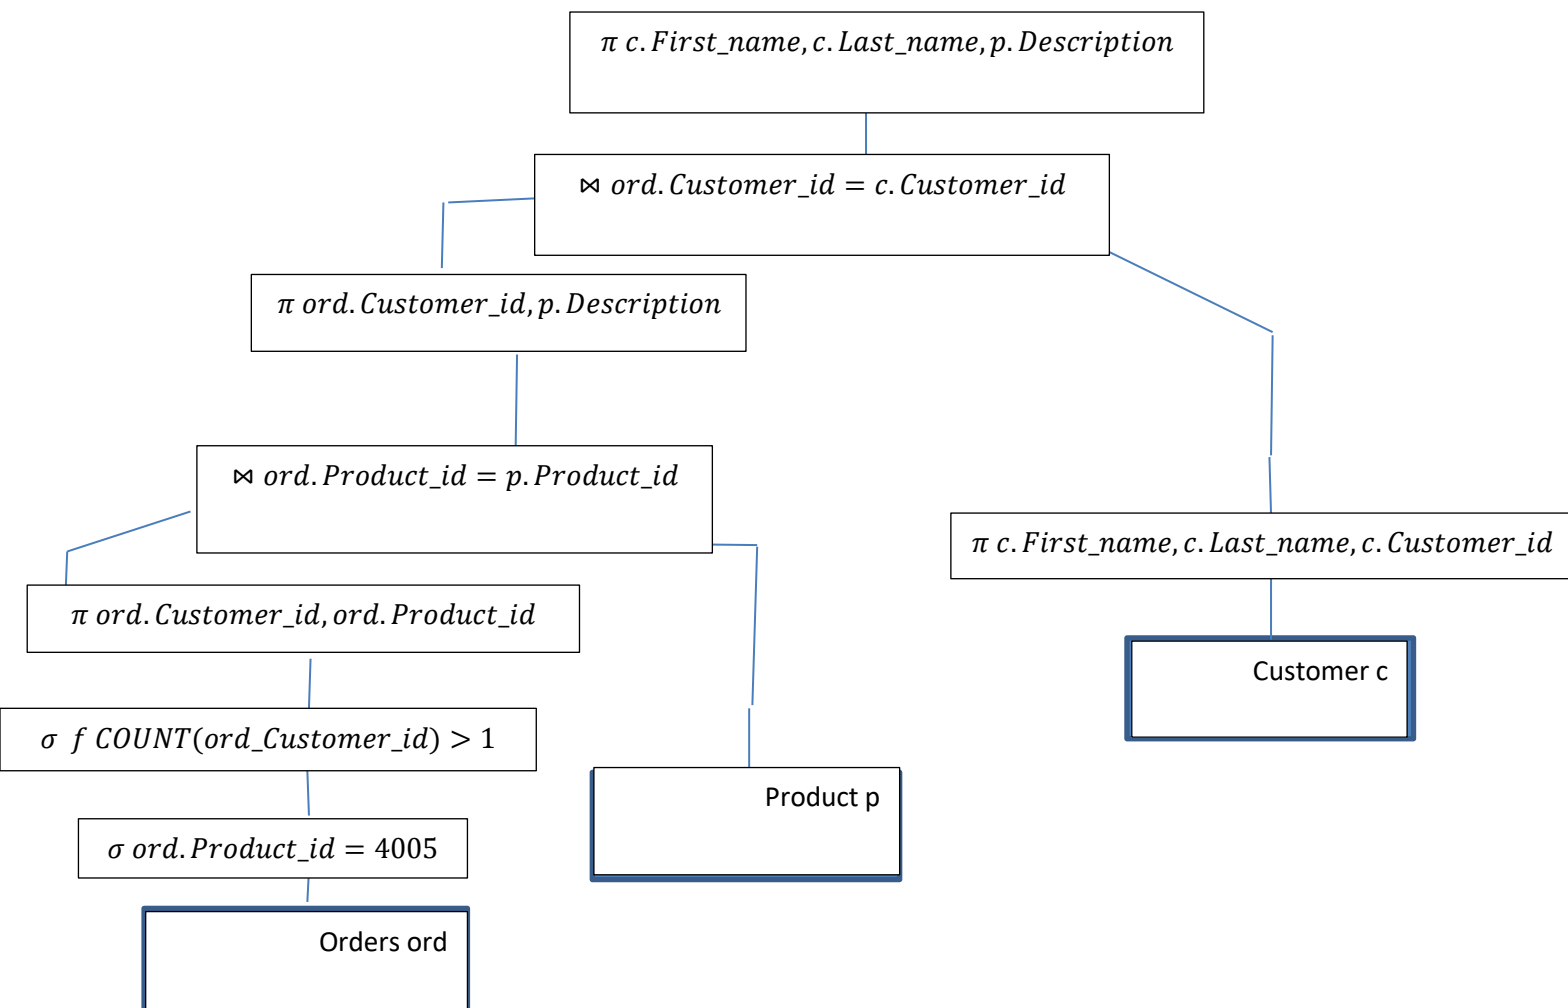 π c. First_name, c. Last_name, p. Description
⋈ ord. Customer_id = c. Customer_id
π ord. Customer_id, p. Description
⋈ ord. Product_id = p. Product_id
π c. First_name, c. Last_name, c. Customer_id
π ord. Customer_id, ord. Product_id
Customer c
σ f COUNT(ord_Customer_id) > 1
Product p
σ ord. Product_id = 4005
Orders ord